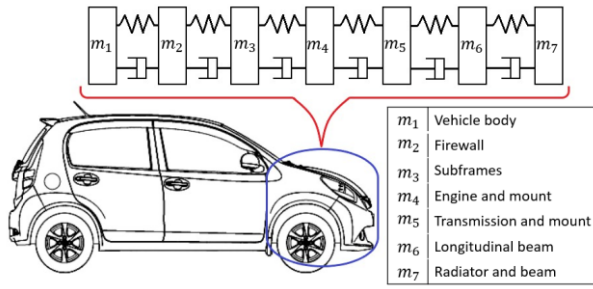 m₁ m₂ m₃ m₄ m₅ m₆ m₇
m₁ Vehicle body
m₂ Firewall
m₃ Subframes
m₄ Engine and mount
m₅ Transmission and mount
m₆ Longitudinal beam
m₇ Radiator and beam